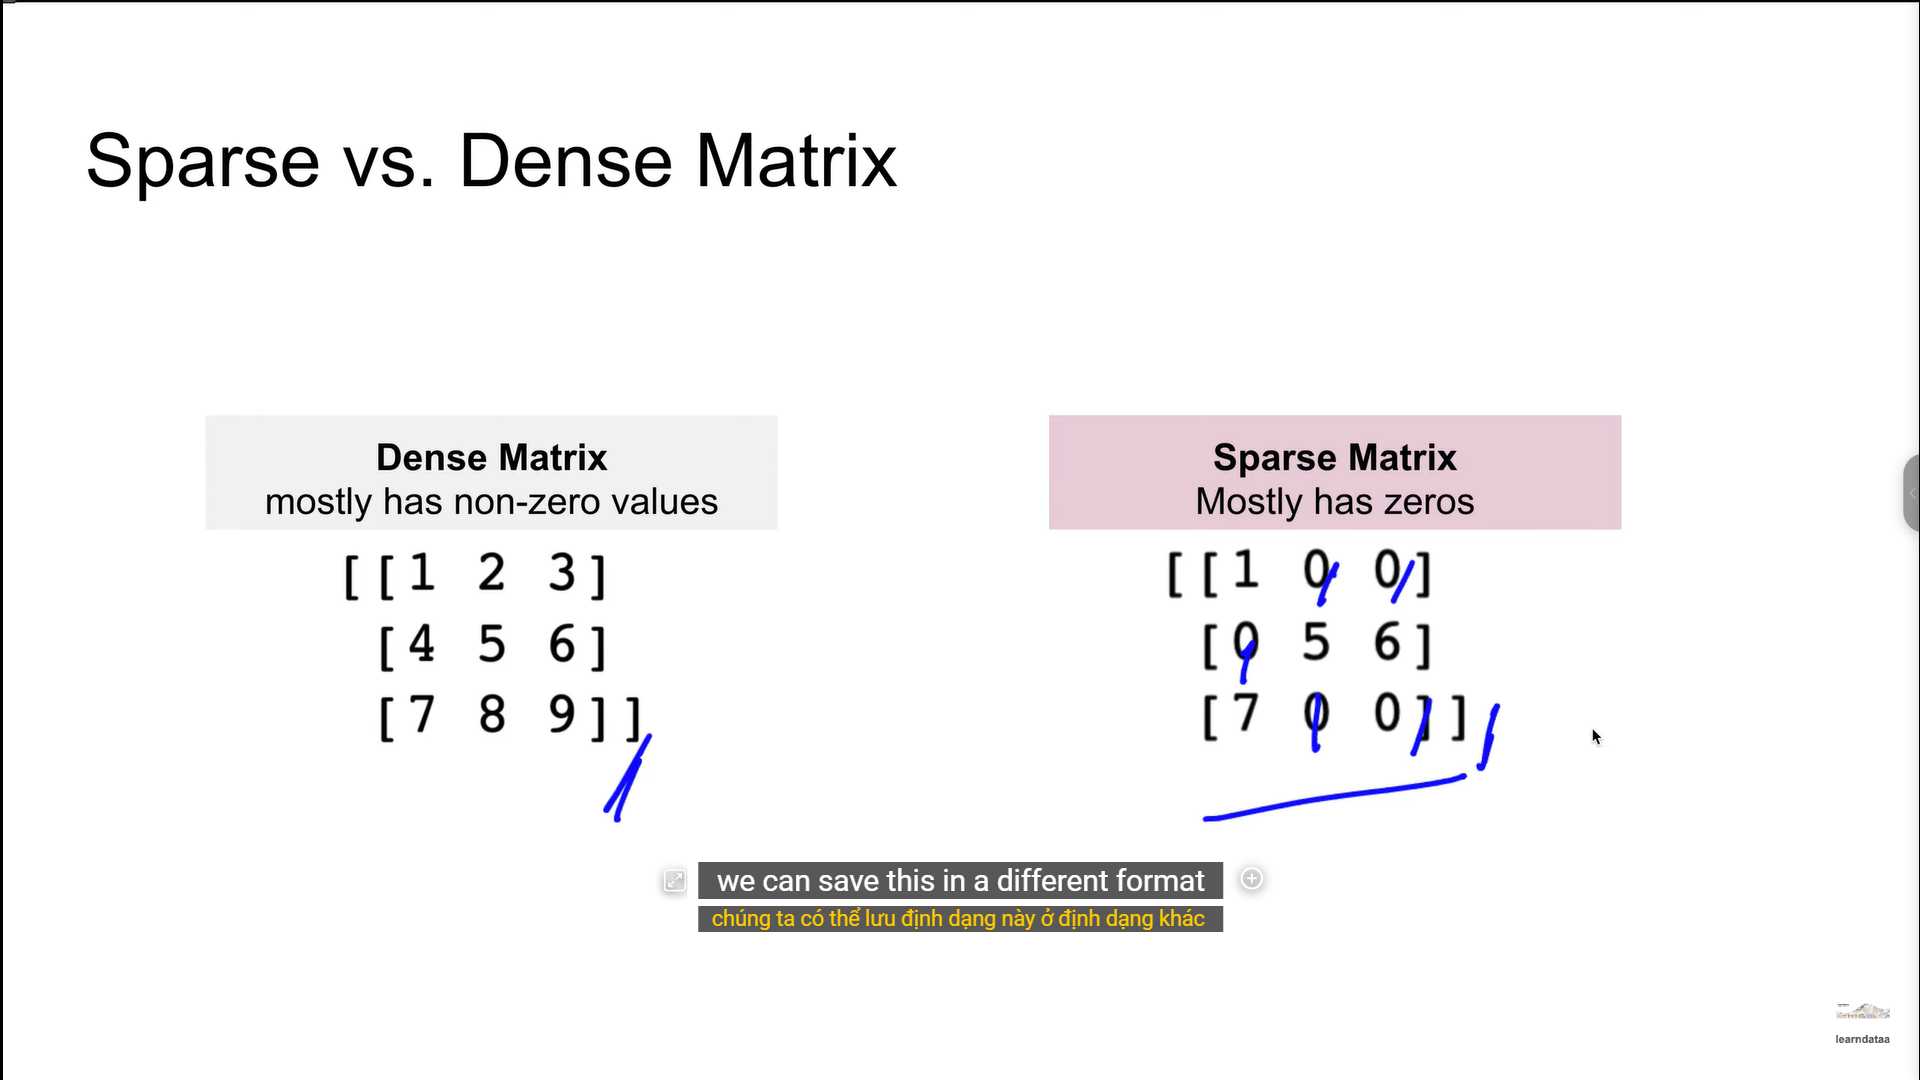 Sparse vs. Dense Matrix
Dense Matrix
mostly has non-zero values
[[1 2 3]
[4 5 6]
[7 8 9]]
Sparse Matrix
Mostly has zeros
[[1 0 0]
[0 5 6]
[7 0 0]]
we can save this in a different format
chúng ta có thể lưu định dạng này ở định dạng khác
learndataa